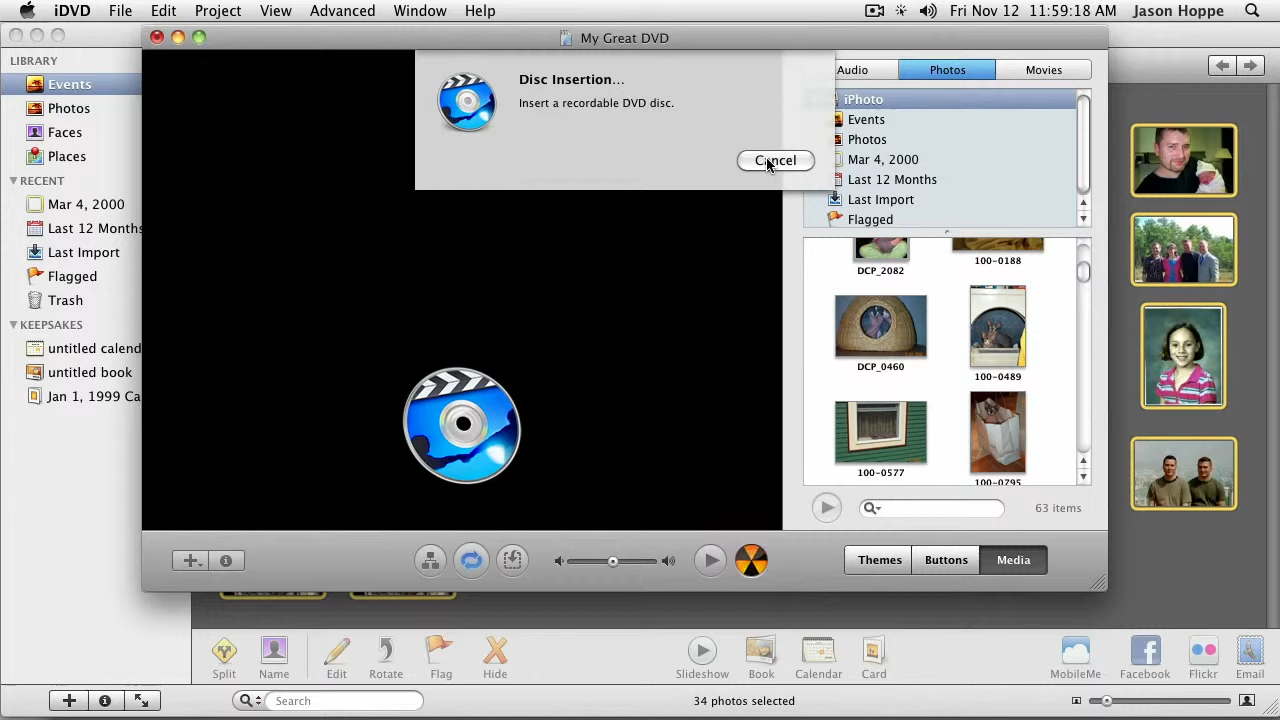 iDVD File Edit Project View Advanced Window Help Fri Nov 12 11:59:18 AM Jason Hoppe
My Great DVD
LIBRARY
Events
Photos
Faces
Places
RECENT
Mar 4, 2000
Last 12 Months
Last Import
Flagged
Trash
KEEPSAKES
untitled calend
untitled book
Jan 1, 1999 Ca
Disc Insertion...
Insert a recordable DVD disc.
Cancel
Audio Photos Movies
iPhoto
Events
Photos
Mar 4, 2000
Last 12 Months
Last Import
Flagged
DCP_2082 100-0188
DCP_0460 100-0489
100-0577 100-0795
63 items
Themes Buttons Media
Split Name Edit Rotate Flag Hide Slideshow Book Calendar Card MobileMe Facebook Flickr Email
Search 34 photos selected